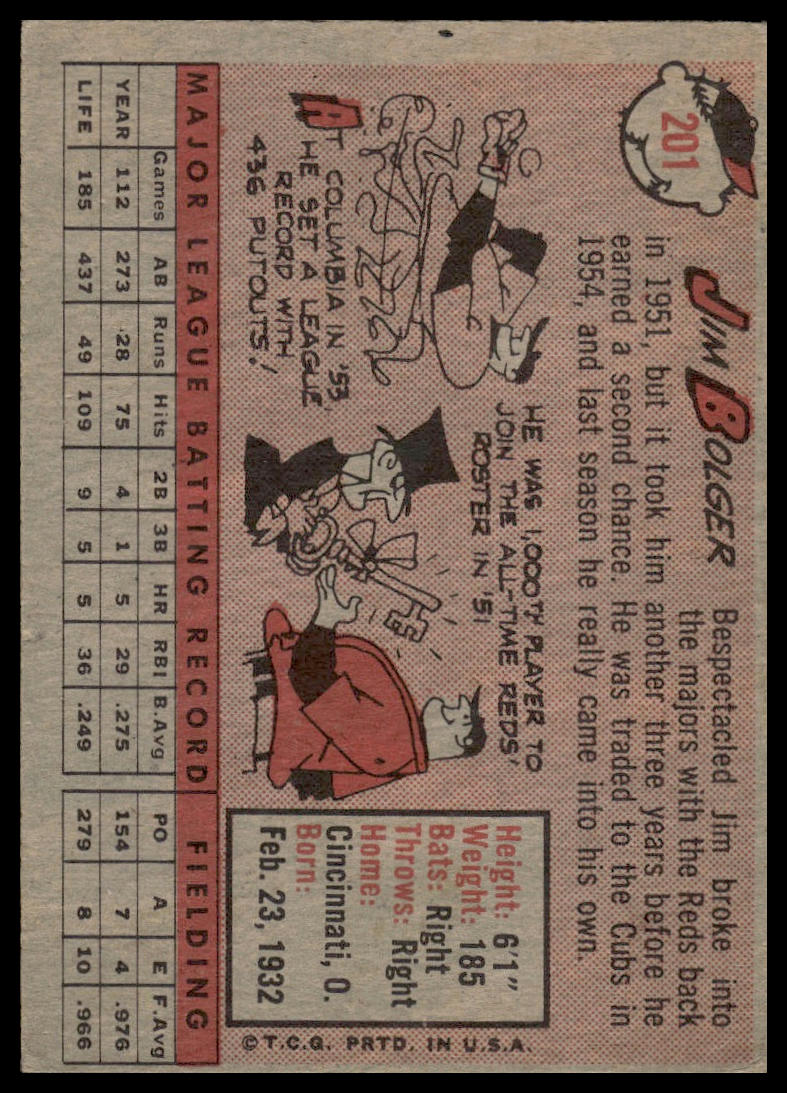 201
JIM BOLGER
Bespectacled Jim broke into
the majors with the Reds back
in 1951, but it took him another three years before he
earned a second chance. He was traded to the Cubs in
1954, and last season he really came into his own.
HE WAS 1,000TH PLAYER TO
JOIN THE ALL-TIME REDS'
ROSTER IN '51
AT COLUMBIA IN '53,
HE SET A LEAGUE
RECORD WITH
436 PUTOUTS!
Height: 6'1"
Weight: 185
Bats: Right
Throws: Right
Home:
Cincinnati, O.
Born:
Feb. 23, 1932
© T.C.G. PRTD. IN U.S.A.
MAJOR LEAGUE BATTING RECORD FIELDING
Games AB Runs Hits 2B 3B HR RBI B.Avg PO A E F.Avg
YEAR 112 273 28 75 4 1 5 29 .275 154 7 4 .976
LIFE 185 437 49 109 9 5 5 36 .249 279 8 10 .966